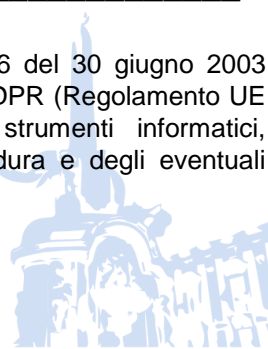 6 del 30 giugno 2003
DPR (Regolamento UE
strumenti informatici,
dura e degli eventuali